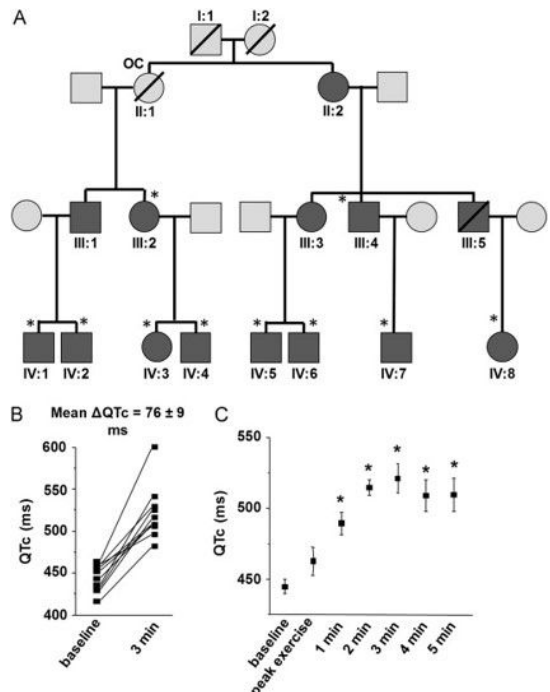 A
I:1 I:2
OC
II:1 II:2
* *
III:1 III:2 III:3 III:4 III:5
* * * * * * * *
IV:1 IV:2 IV:3 IV:4 IV:5 IV:6 IV:7 IV:8
B
Mean ΔQTc = 76 ± 9
ms
600
550
500
450
400
QTc (ms)
baseline
3 min
C
550
500
450
QTc (ms)
* * * * *
baseline
peak exercise
1 min
2 min
3 min
4 min
5 min